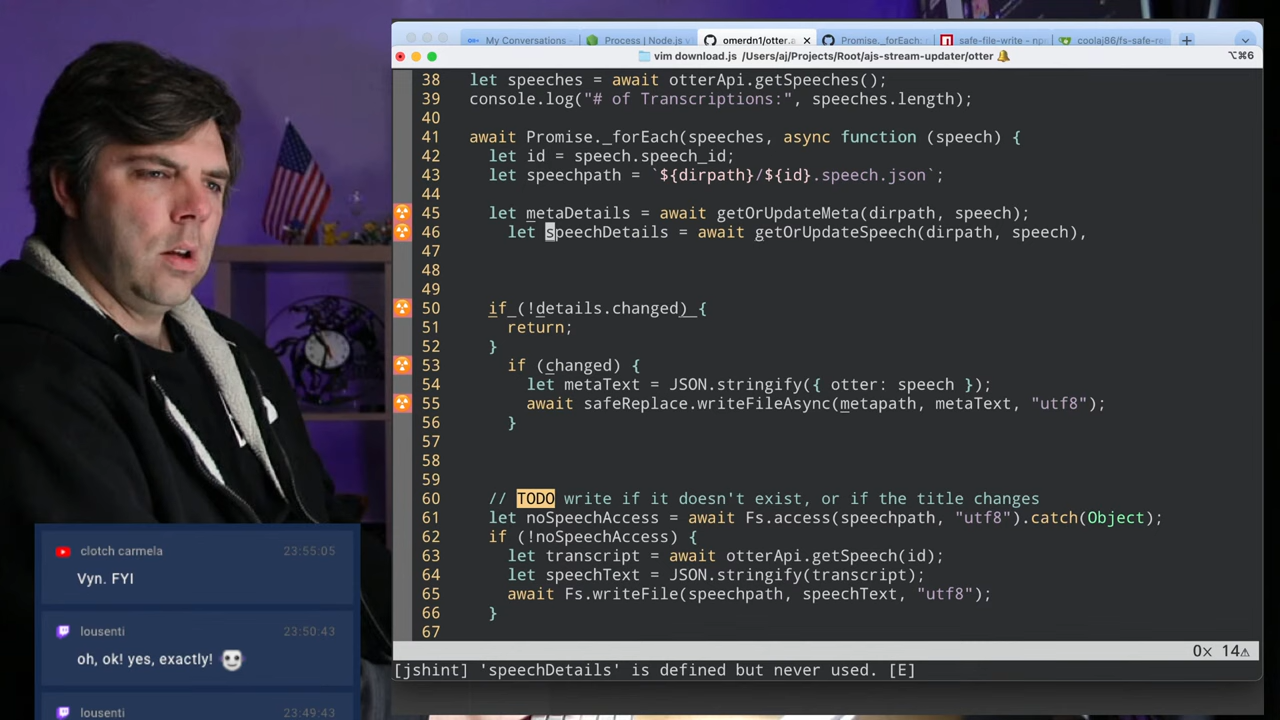 My Conversations
Process | Node.js v
omerdn1/otter.a
Promise._forEach:
safe-file-write - npm
coolaj86/fs-safe-re
vim download.js /Users/aj/Projects/Root/ajs-stream-updater/otter
⌥⌘6
38 let speeches = await otterApi.getSpeeches();
39 console.log("# of Transcriptions:", speeches.length);
40
41 await Promise._forEach(speeches, async function (speech) {
42 let id = speech.speech_id;
43 let speechpath = `${dirpath}/${id}.speech.json`;
44
45 let metaDetails = await getOrUpdateMeta(dirpath, speech);
46 let speechDetails = await getOrUpdateSpeech(dirpath, speech),
47
48
49
50 if (!details.changed) {
51 return;
52 }
53 if (changed) {
54 let metaText = JSON.stringify({ otter: speech });
55 await safeReplace.writeFileAsync(metapath, metaText, "utf8");
56 }
57
58
59
60 // TODO write if it doesn't exist, or if the title changes
61 let noSpeechAccess = await Fs.access(speechpath, "utf8").catch(Object);
62 if (!noSpeechAccess) {
63 let transcript = await otterApi.getSpeech(id);
64 let speechText = JSON.stringify(transcript);
65 await Fs.writeFile(speechpath, speechText, "utf8");
66 }
67
0× 14⚠
[jshint] 'speechDetails' is defined but never used. [E]
clotch carmela 23:55:05
Vyn. FYI
lousenti 23:50:43
oh, ok! yes, exactly!
lousenti 23:49:43